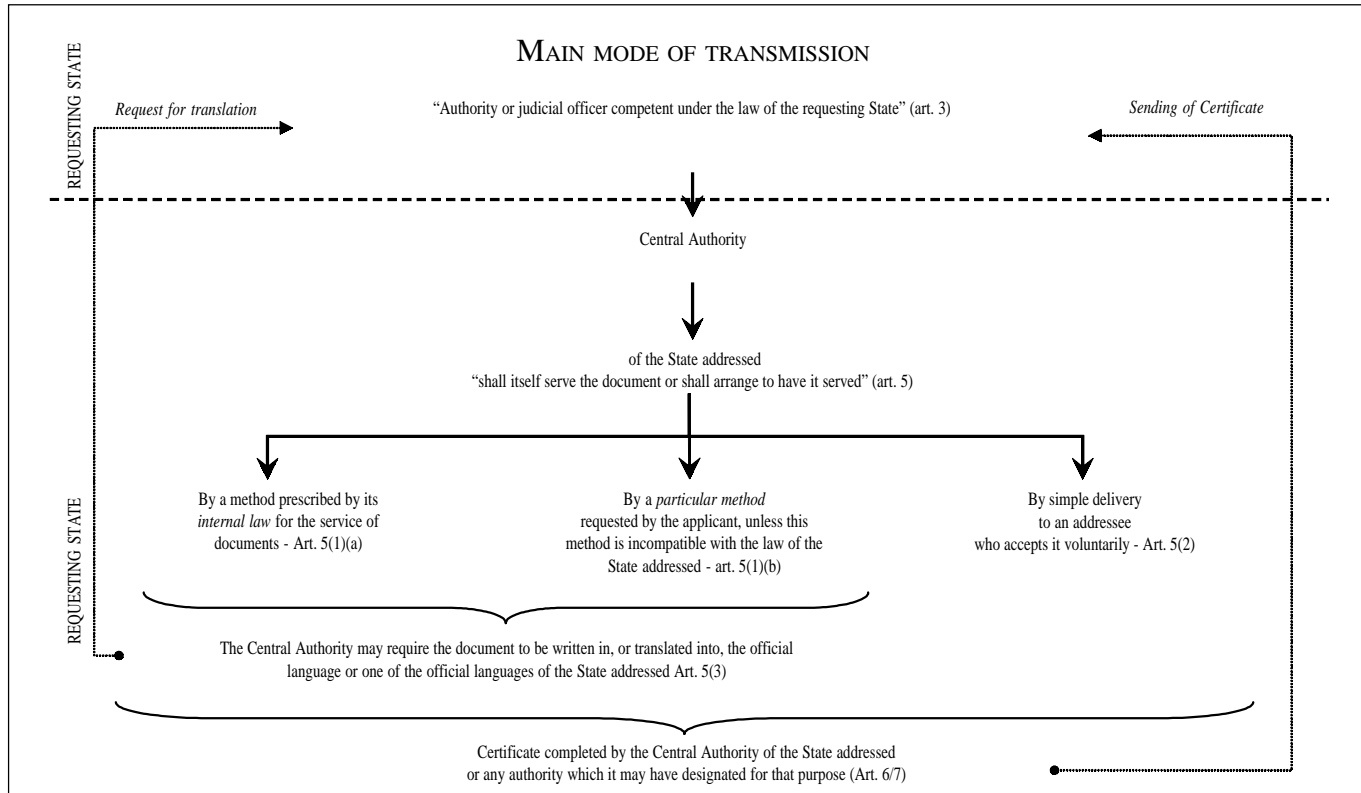 MAIN MODE OF TRANSMISSION
REQUESTING STATE
Request for translation
“Authority or judicial officer competent under the law of the requesting State” (art. 3)
Sending of Certificate
Central Authority
of the State addressed
“shall itself serve the document or shall arrange to have it served” (art. 5)
By a method prescribed by its
internal law for the service of
documents - Art. 5(1)(a)
By a particular method
requested by the applicant, unless this
method is incompatible with the law of the
State addressed - art. 5(1)(b)
By simple delivery
to an addressee
who accepts it voluntarily - Art. 5(2)
REQUESTING STATE
The Central Authority may require the document to be written in, or translated into, the official
language or one of the official languages of the State addressed Art. 5(3)
Certificate completed by the Central Authority of the State addressed
or any authority which it may have designated for that purpose (Art. 6/7)